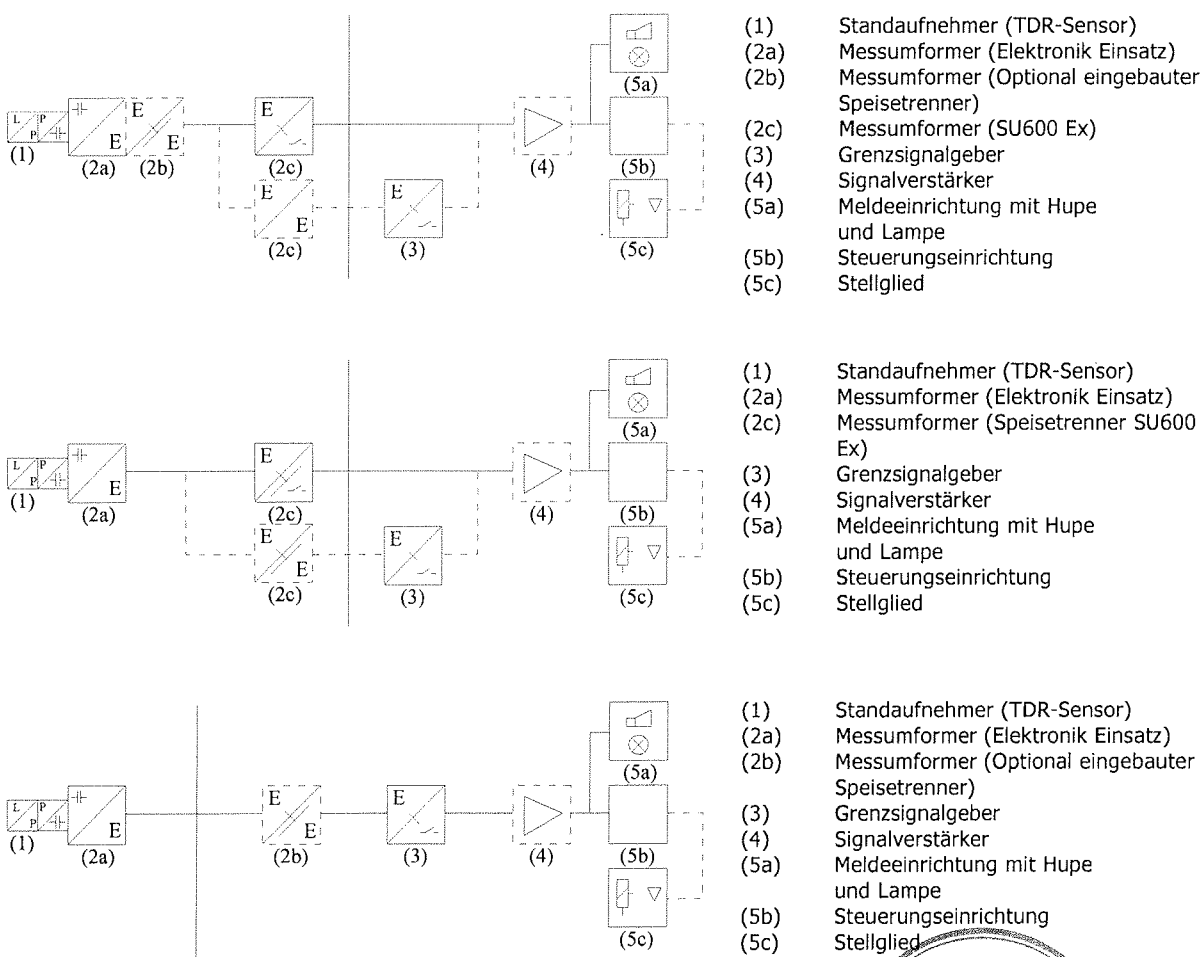 L P P E E E
(1) (2a) (2b)
E
(2c)
E E
(2c)
E
(3)
(4)
(5a)
(5b)
(5c)
(1) Standaufnehmer (TDR-Sensor)
(2a) Messumformer (Elektronik Einsatz)
(2b) Messumformer (Optional eingebauter
Speisetrenner)
(2c) Messumformer (SU600 Ex)
(3) Grenzsignalgeber
(4) Signalverstärker
(5a) Meldeeinrichtung mit Hupe
und Lampe
(5b) Steuerungseinrichtung
(5c) Stellglied
L P P E
(1) (2a)
E
(2c)
E E
(2c)
E
(3)
(4)
(5a)
(5b)
(5c)
(1) Standaufnehmer (TDR-Sensor)
(2a) Messumformer (Elektronik Einsatz)
(2c) Messumformer (Speisetrenner SU600
Ex)
(3) Grenzsignalgeber
(4) Signalverstärker
(5a) Meldeeinrichtung mit Hupe
und Lampe
(5b) Steuerungseinrichtung
(5c) Stellglied
L P P E
(1) (2a)
E E
(2b)
E
(3)
(4)
(5a)
(5b)
(5c)
(1) Standaufnehmer (TDR-Sensor)
(2a) Messumformer (Elektronik Einsatz)
(2b) Messumformer (Optional eingebauter
Speisetrenner)
(3) Grenzsignalgeber
(4) Signalverstärker
(5a) Meldeeinrichtung mit Hupe
und Lampe
(5b) Steuerungseinrichtung
(5c) Stellglied